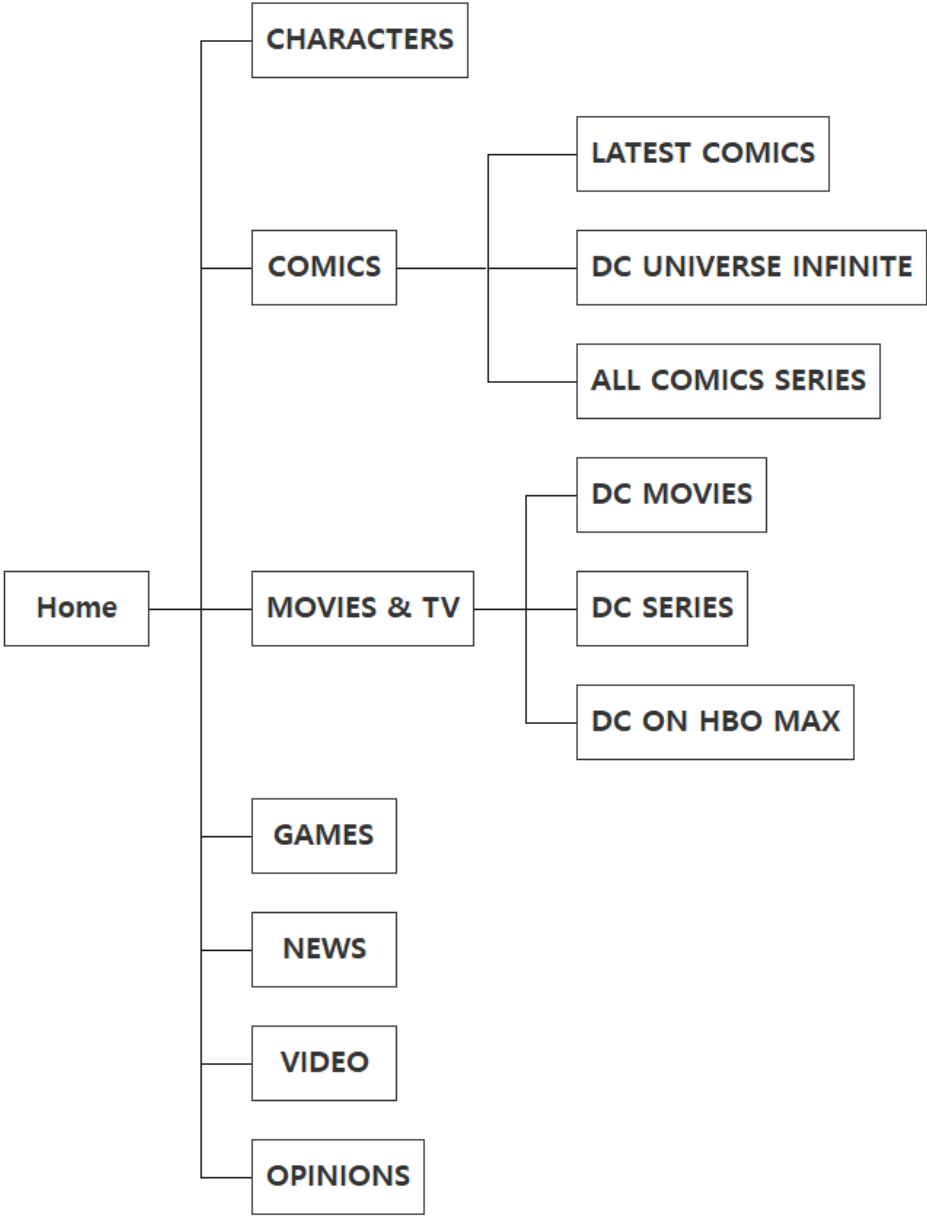 CHARACTERS
LATEST COMICS
COMICS
DC UNIVERSE INFINITE
ALL COMICS SERIES
DC MOVIES
Home
MOVIES & TV
DC SERIES
DC ON HBO MAX
GAMES
NEWS
VIDEO
OPINIONS